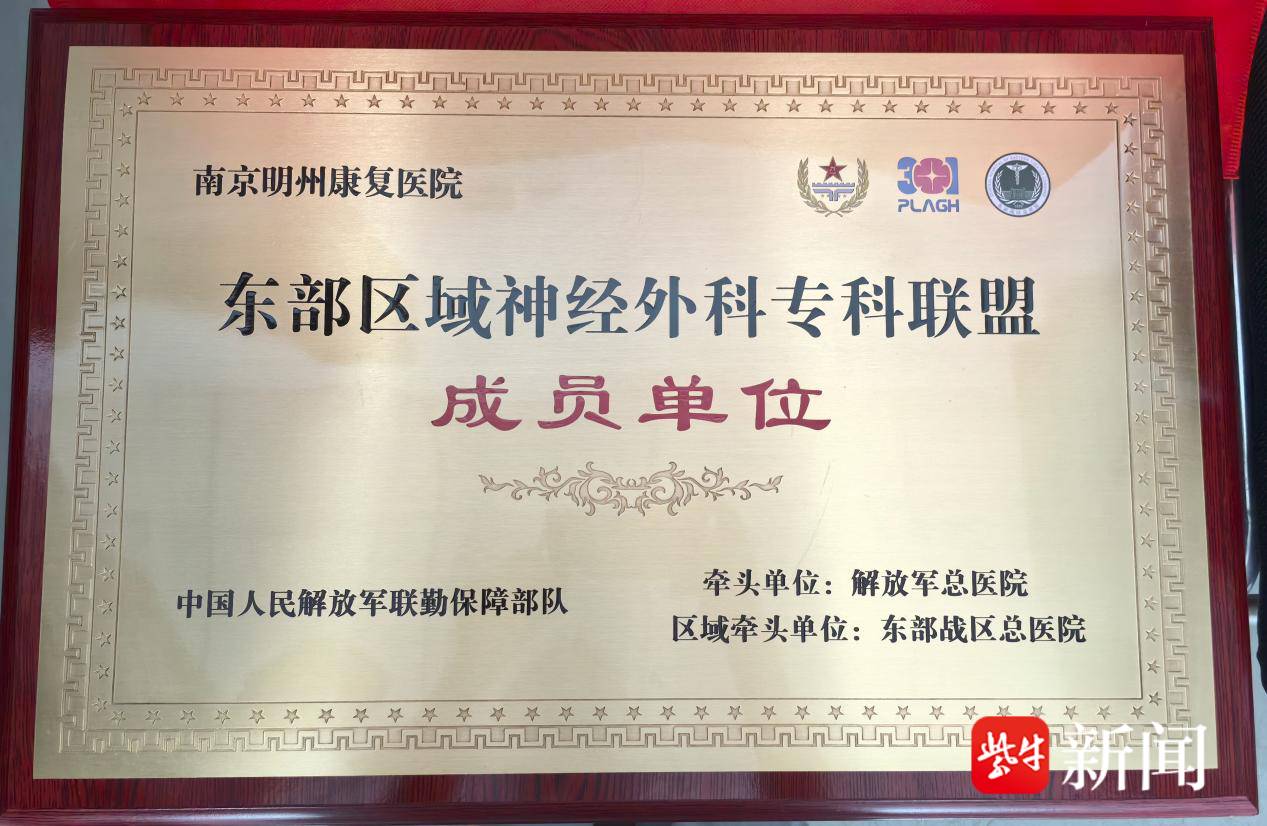 南京明州康复医院
301
PLAGH
东部区域神经外科专科联盟
成员单位
中国人民解放军联勤保障部队
牵头单位：解放军总医院
区域牵头单位：东部战区总医院
紫牛新闻